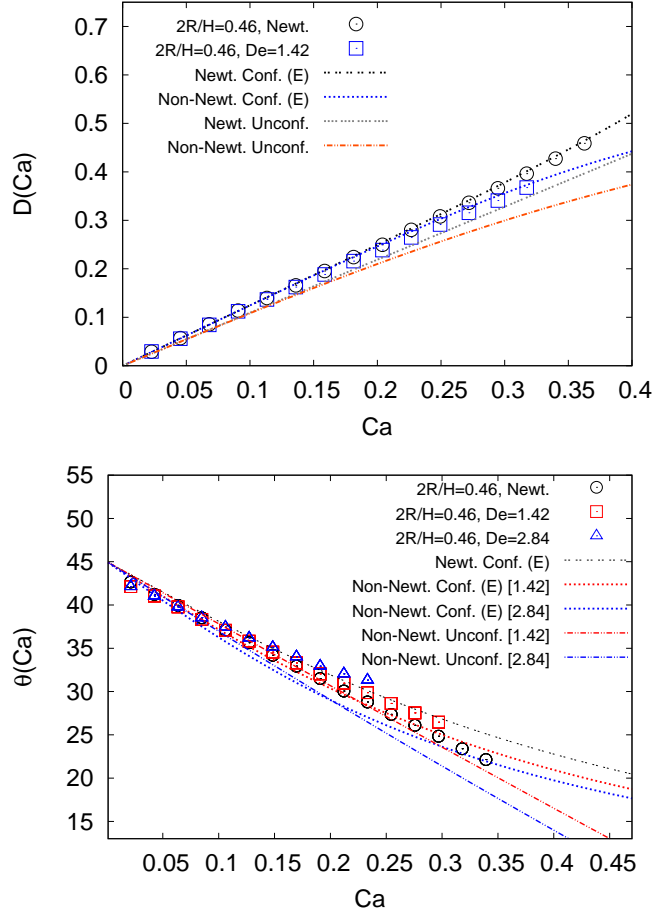 0.7
0.6
0.5
0.4
0.3
0.2
0.1
0
D(Ca)
2R/H=0.46, Newt.
2R/H=0.46, De=1.42
Newt. Conf. (E)
Non-Newt. Conf. (E)
Newt. Unconf.
Non-Newt. Unconf.
0 0.05 0.1 0.15 0.2 0.25 0.3 0.35 0.4
Ca
55
50
45
40
35
30
25
20
15
θ(Ca)
2R/H=0.46, Newt.
2R/H=0.46, De=1.42
2R/H=0.46, De=2.84
Newt. Conf. (E)
Non-Newt. Conf. (E) [1.42]
Non-Newt. Conf. (E) [2.84]
Non-Newt. Unconf. [1.42]
Non-Newt. Unconf. [2.84]
0.05 0.1 0.15 0.2 0.25 0.3 0.35 0.4 0.45
Ca